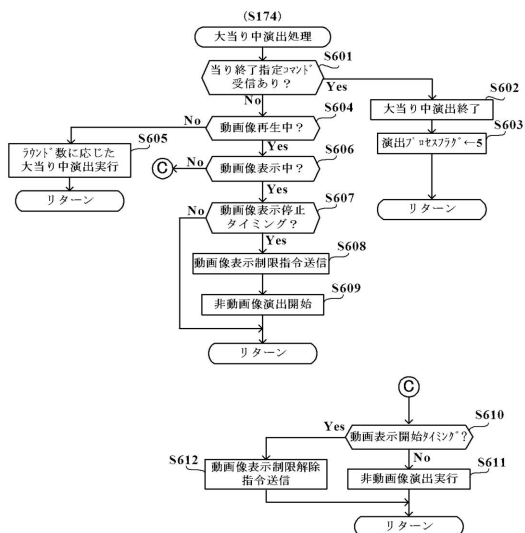 (S174)
大当り中演出処理
S601
当り終了指定ｺﾏﾝﾄﾞ
受信あり？
Yes
No
S602
大当り中演出終了
S603
演出ﾌﾟﾛｾｽﾌﾗｸﾞ←5
リターン
S604
No
動画像再生中？
Yes
S605
ﾗｳﾝﾄﾞ数に応じた
大当り中演出実行
リターン
S606
C
No
動画像表示中？
Yes
S607
No
動画像表示停止
タイミング？
Yes
S608
動画像表示制限指令送信
S609
非動画像演出開始
リターン
C
S610
Yes
動画表示開始ﾀｲﾐﾝｸﾞ？
No
S612
動画像表示制限解除
指令送信
S611
非動画像演出実行
リターン